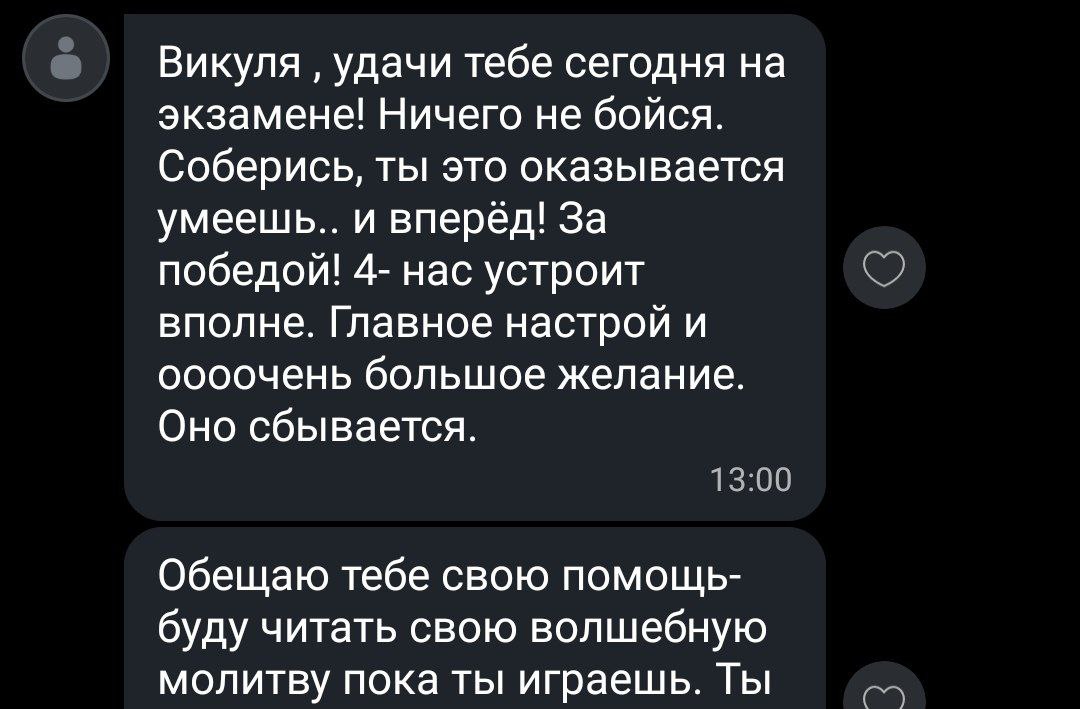 Викуля , удачи тебе сегодня на
экзамене! Ничего не бойся.
Соберись, ты это оказывается
умеешь.. и вперёд! За
победой! 4- нас устроит
вполне. Главное настрой и
оооочень большое желание.
Оно сбывается.
13:00
Обещаю тебе свою помощь-
буду читать свою волшебную
молитву пока ты играешь. Ты